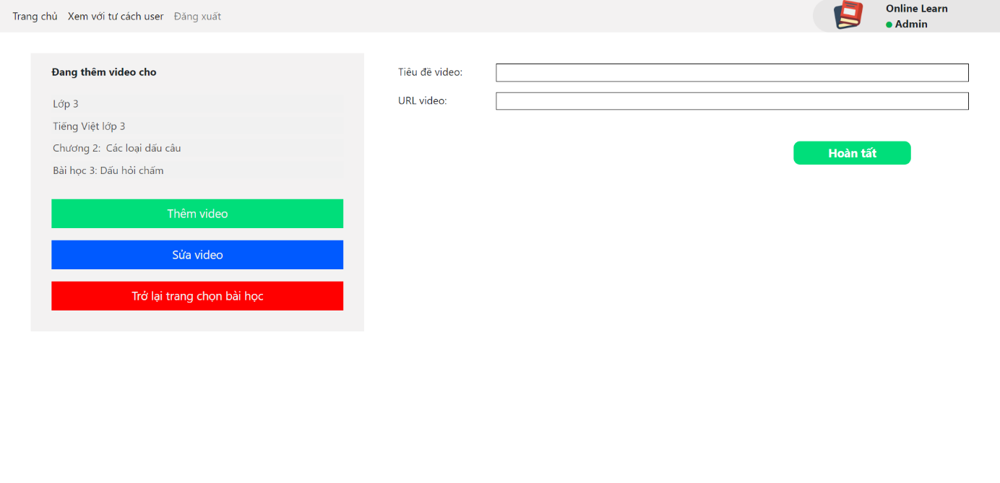 Trang chủ Xem với tư cách user Đăng xuất
Online Learn
Admin
Đang thêm video cho
Lớp 3
Tiếng Việt lớp 3
Chương 2: Các loại dấu câu
Bài học 3: Dấu hỏi chấm
Thêm video
Sửa video
Trở lại trang chọn bài học
Tiêu đề video:
URL video:
Hoàn tất